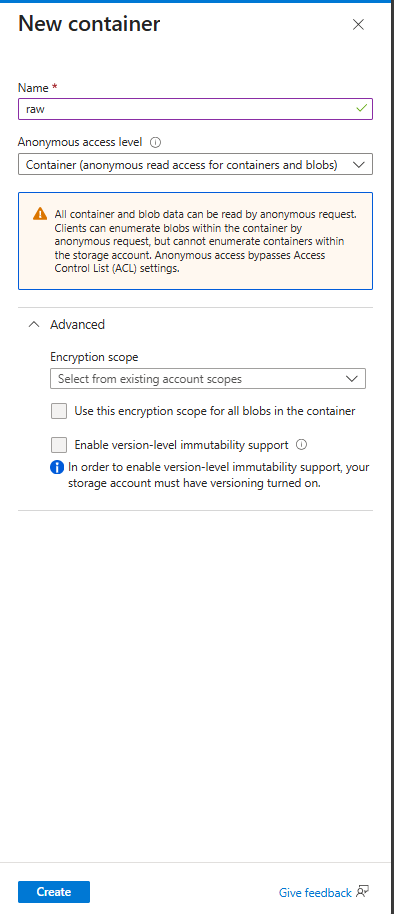 New container
Name *
raw
Anonymous access level
Container (anonymous read access for containers and blobs)
All container and blob data can be read by anonymous request.
Clients can enumerate blobs within the container by
anonymous request, but cannot enumerate containers within
the storage account. Anonymous access bypasses Access
Control List (ACL) settings.
Advanced
Encryption scope
Select from existing account scopes
Use this encryption scope for all blobs in the container
Enable version-level immutability support
In order to enable version-level immutability support, your
storage account must have versioning turned on.
Create
Give feedback